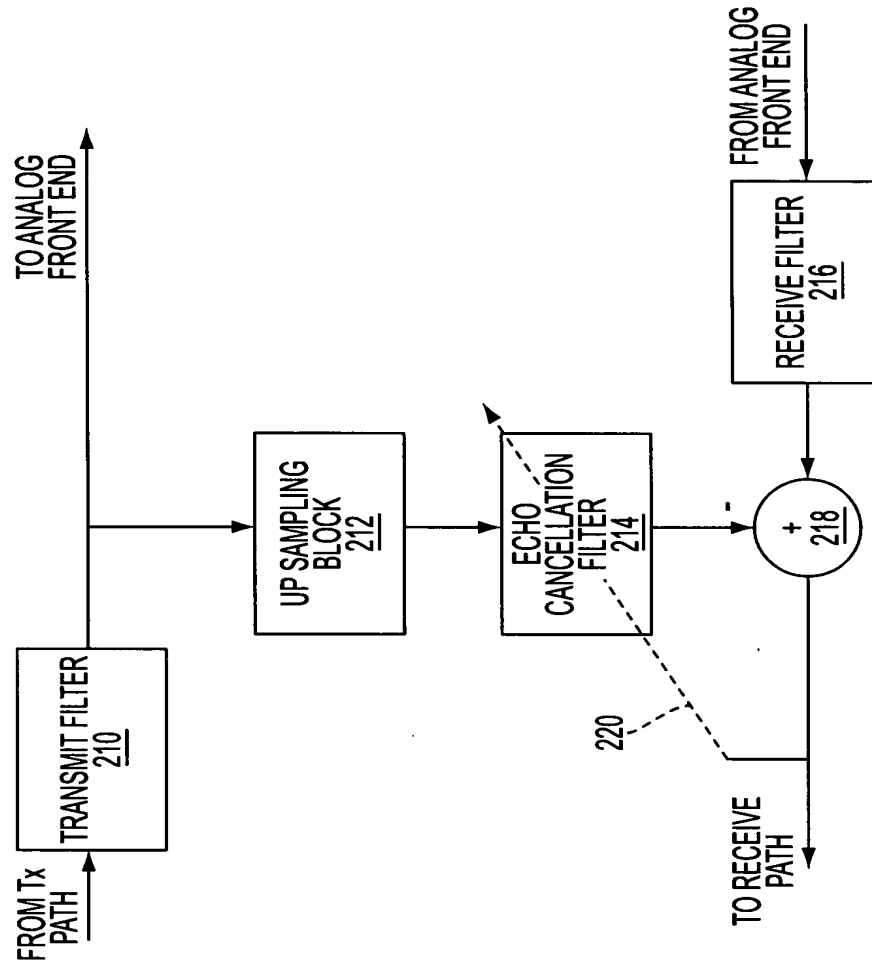 FROM Tx
PATH
TRANSMIT FILTER
210
TO ANALOG
FRONT END
UP SAMPLING
BLOCK
212
ECHO
CANCELLATION
FILTER
214
-
220
TO RECEIVE
PATH
+
218
RECEIVE FILTER
216
FROM ANALOG
FRONT END